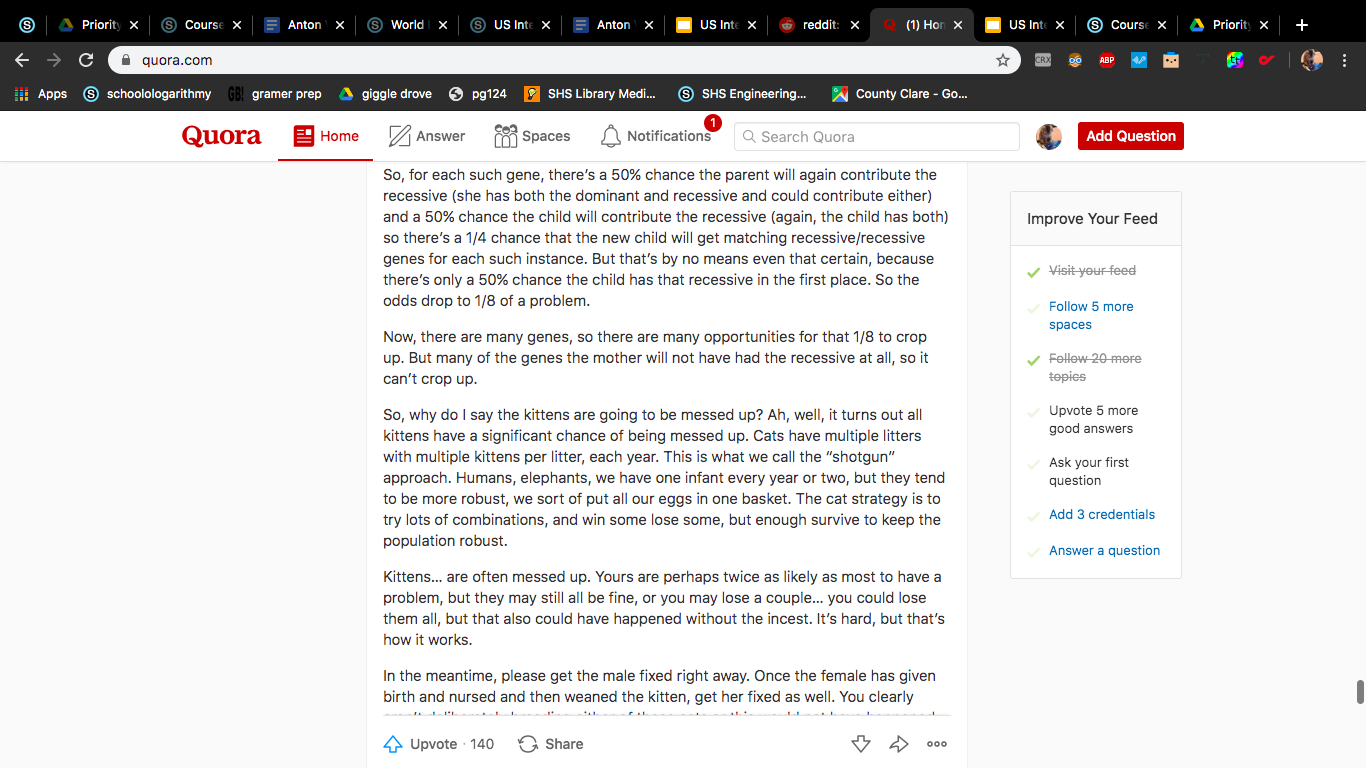 Priority
Course
Anton
World
US Inte
Anton
US Inte
reddit:
(1) Hom
US Inte
Course
Priority
quora.com
CRX
ABP
Apps
schoologarithmy
GB!
gramer prep
giggle drove
pg124
SHS Library Medi...
SHS Engineering...
County Clare - Go...
Quora
Home
Answer
Spaces
Notifications
1
Search Quora
Add Question
So, for each such gene, there's a 50% chance the parent will again contribute the
recessive (she has both the dominant and recessive and could contribute either)
and a 50% chance the child will contribute the recessive (again, the child has both)
so there's a 1/4 chance that the new child will get matching recessive/recessive
genes for each such instance. But that's by no means even that certain, because
there's only a 50% chance the child has that recessive in the first place. So the
odds drop to 1/8 of a problem.
Now, there are many genes, so there are many opportunities for that 1/8 to crop
up. But many of the genes the mother will not have had the recessive at all, so it
can't crop up.
So, why do I say the kittens are going to be messed up? Ah, well, it turns out all
kittens have a significant chance of being messed up. Cats have multiple litters
with multiple kittens per litter, each year. This is what we call the “shotgun”
approach. Humans, elephants, we have one infant every year or two, but they tend
to be more robust, we sort of put all our eggs in one basket. The cat strategy is to
try lots of combinations, and win some lose some, but enough survive to keep the
population robust.
Kittens... are often messed up. Yours are perhaps twice as likely as most to have a
problem, but they may still all be fine, or you may lose a couple... you could lose
them all, but that also could have happened without the incest. It's hard, but that's
how it works.
In the meantime, please get the male fixed right away. Once the female has given
birth and nursed and then weaned the kitten, get her fixed as well. You clearly
Upvote · 140
Share
Improve Your Feed
Visit your feed
Follow 5 more
spaces
Follow 20 more
topics
Upvote 5 more
good answers
Ask your first
question
Add 3 credentials
Answer a question